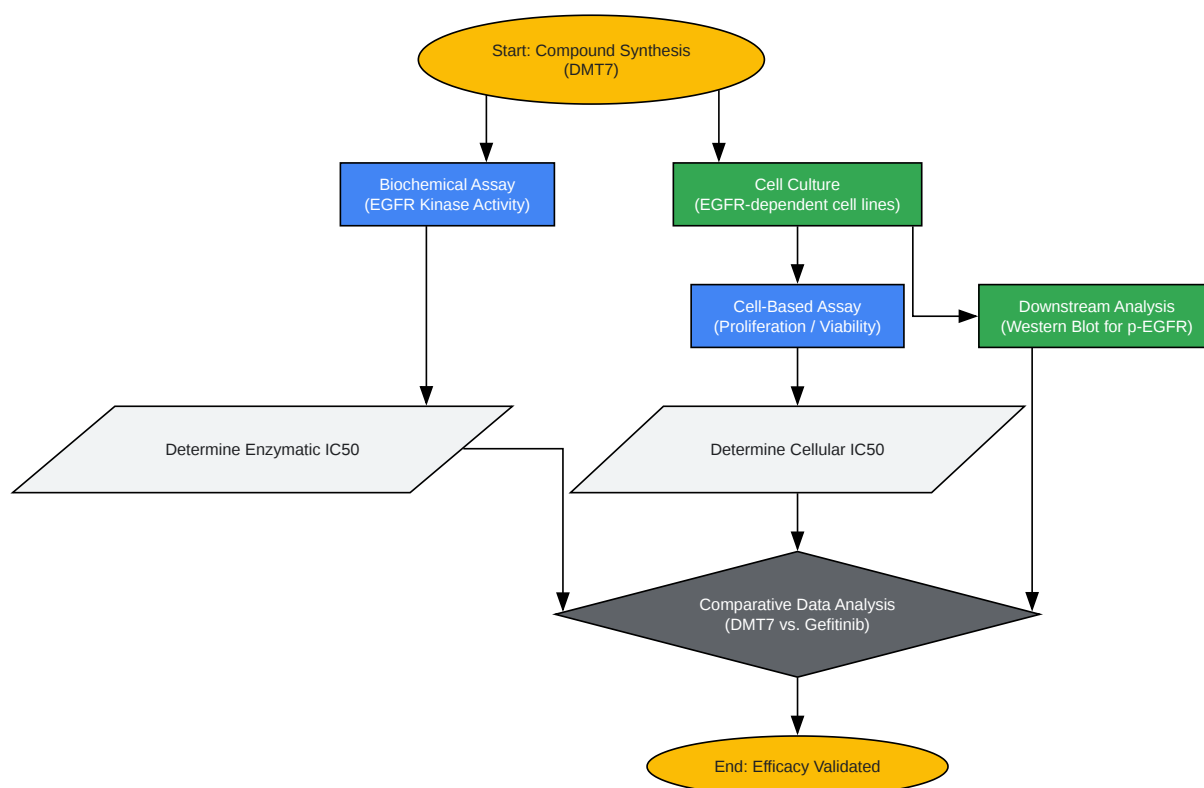 Start: Compound Synthesis
(DMT7)
Biochemical Assay
(EGFR Kinase Activity)
Cell Culture
(EGFR-dependent cell lines)
Cell-Based Assay
(Proliferation / Viability)
Downstream Analysis
(Western Blot for p-EGFR)
Determine Enzymatic IC50
Determine Cellular IC50
Comparative Data Analysis
(DMT7 vs. Gefitinib)
End: Efficacy Validated